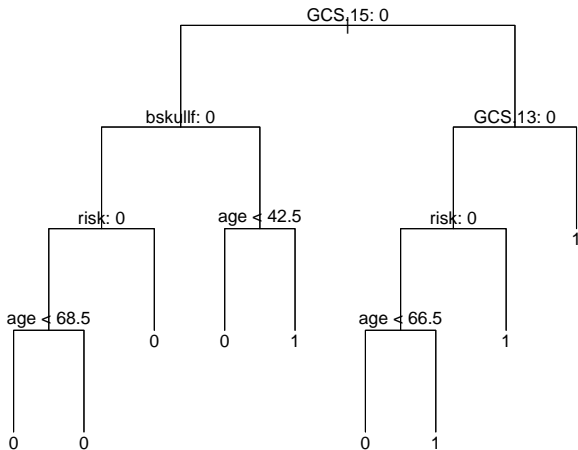 GCS.15: 0
bskullf: 0
GCS.13: 0
risk: 0
age < 42.5
risk: 0
1
age < 68.5
0
0
1
age < 66.5
1
0
0
0
1